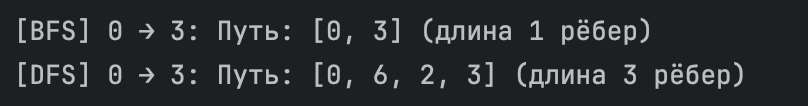 [BFS] 0 → 3: Путь: [0, 3] (длина 1 рёбер)
[DFS] 0 → 3: Путь: [0, 6, 2, 3] (длина 3 рёбер)